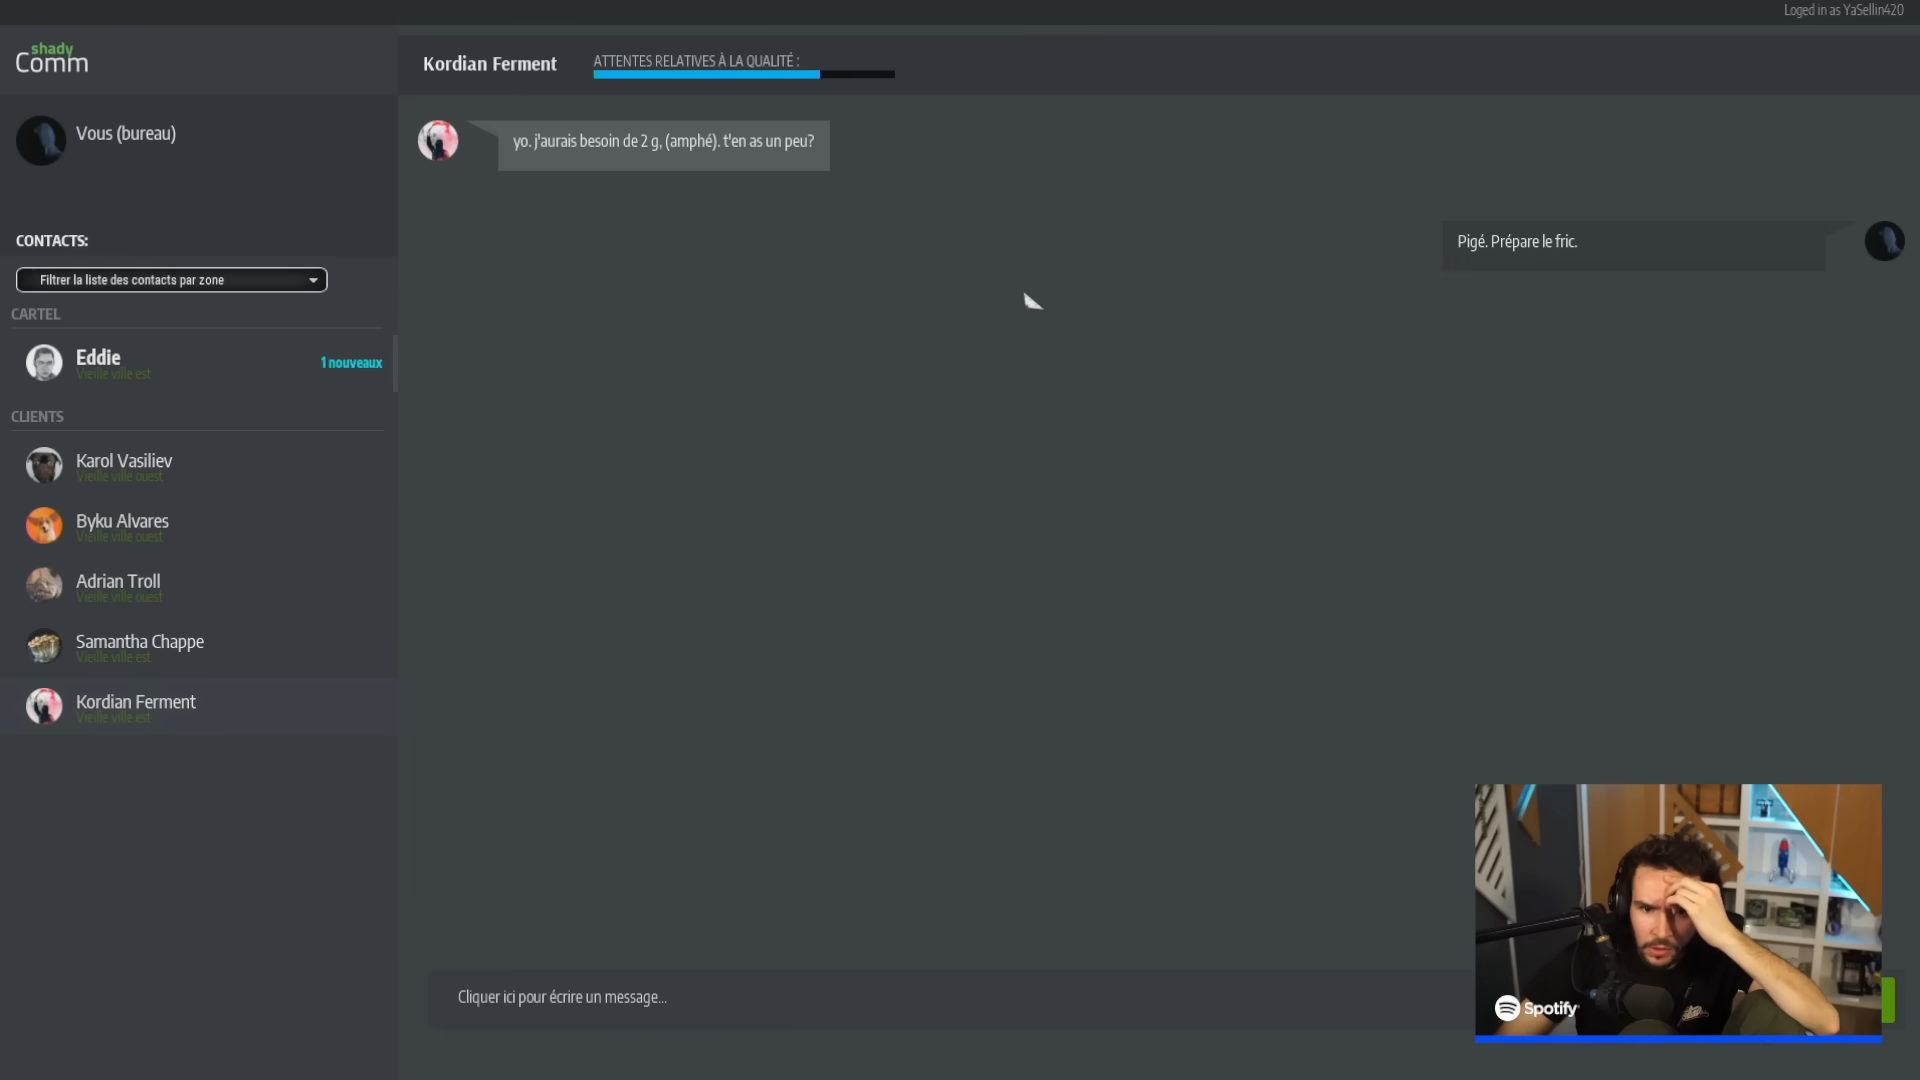 Loged in as YaSellin420
shady
Comm
Kordian Ferment
ATTENTES RELATIVES À LA QUALITÉ :
Vous (bureau)
yo. j'aurais besoin de 2 g, (amphé). t'en as un peu?
Pigé. Prépare le fric.
CONTACTS:
Filtrer la liste des contacts par zone
CARTEL
Eddie
1 nouveaux
Vieille ville est
CLIENTS
Karol Vasiliev
Vieille ville ouest
Byku Alvares
Vieille ville ouest
Adrian Troll
Vieille ville ouest
Samantha Chappe
Vieille ville est
Kordian Ferment
Vieille ville est
Cliquer ici pour écrire un message...
Spotify